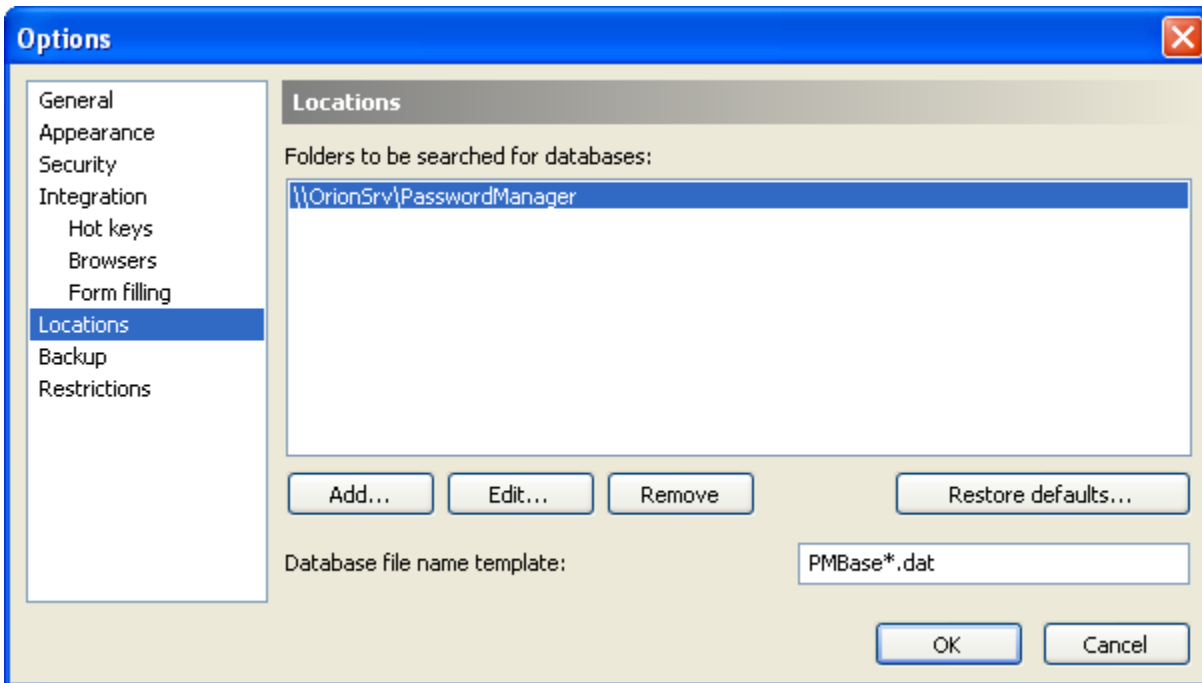 Options
General
Appearance
Security
Integration
Hot keys
Browsers
Form filling
Locations
Backup
Restrictions
Locations
Folders to be searched for databases:
\\OrionSrv\PasswordManager
Add... Edit... Remove Restore defaults...
Database file name template: PMBase*.dat
OK Cancel